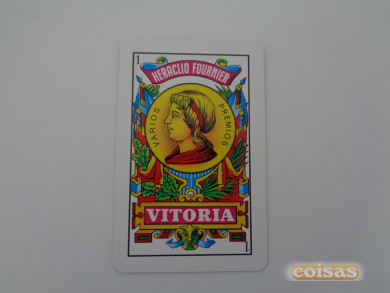 1
HERACLIO FOURNIER
VARIOS PREMIOS
VITORIA
1
coisas